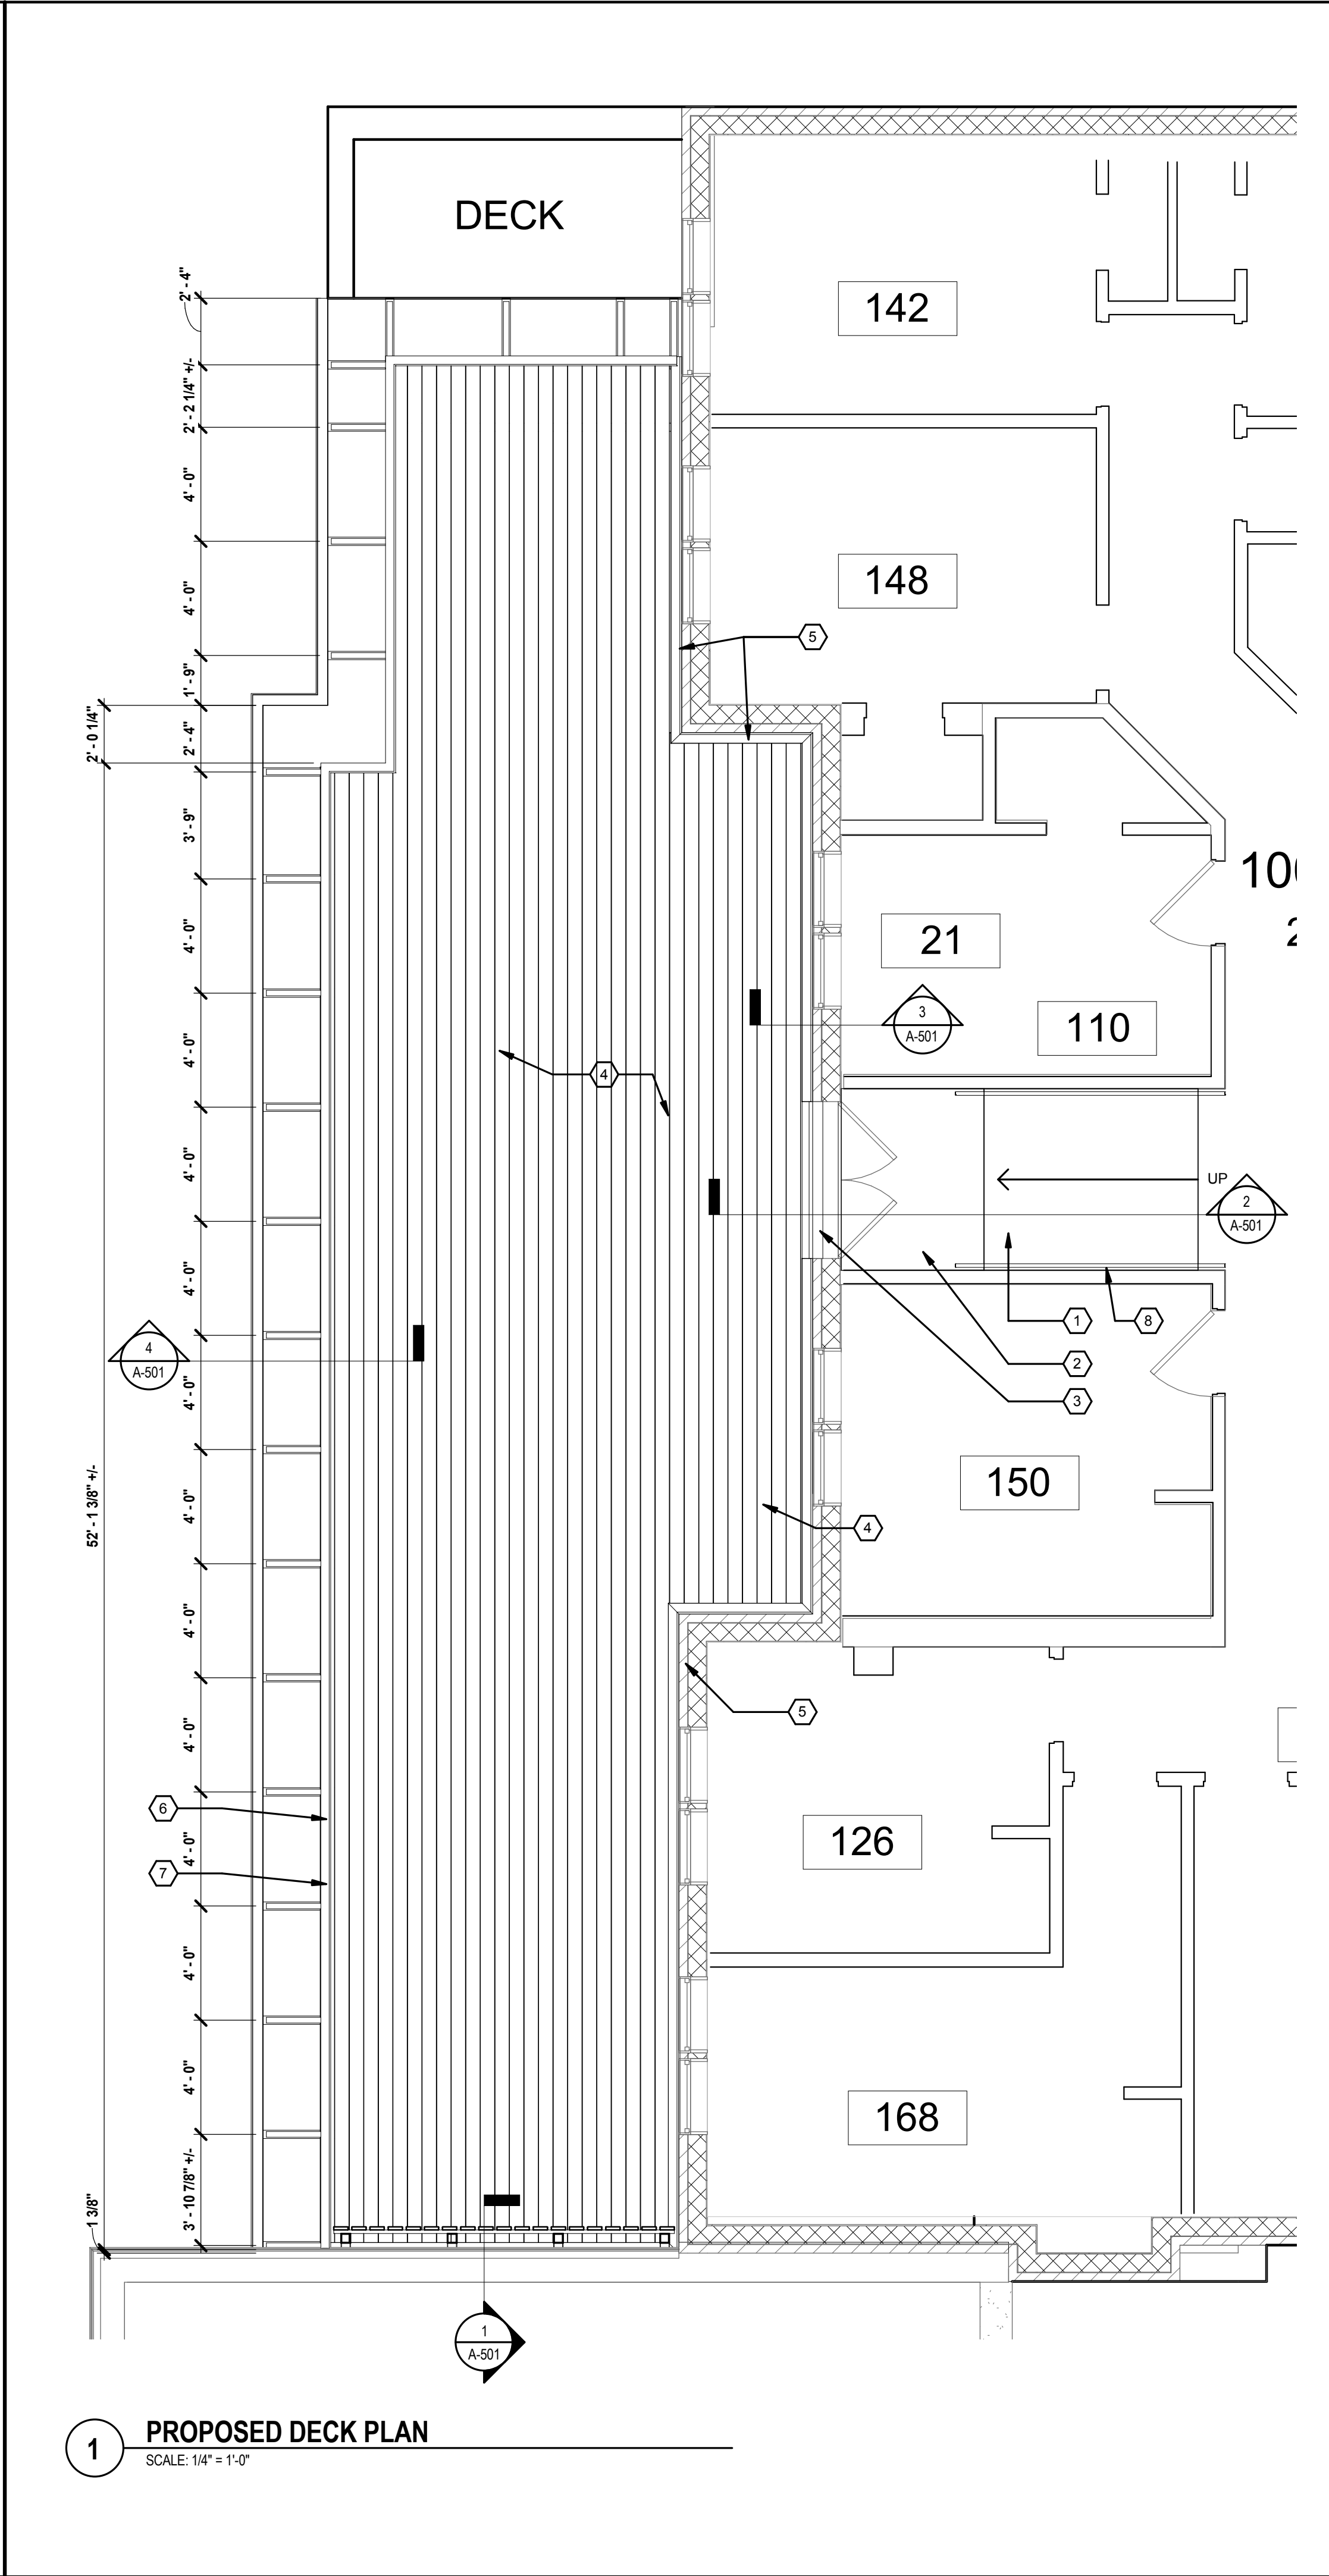 DECK
142
2' - 4"
2' - 2 1/4" +/-
4' - 0"
148
4' - 0"
5
1' - 9"
2' - 0 1/4"
2' - 4"
3' - 9"
100
21
4' - 0"
3
A-501
110
4' - 0"
4
4' - 0"
UP
2
A-501
4' - 0"
1
8
4
A-501
2
4' - 0"
3
150
52' - 1 3/8" +/-
4' - 0"
4
4' - 0"
5
4' - 0"
6
126
4' - 0"
7
4' - 0"
4' - 0"
168
3' - 10 7/8" +/-
1 3/8"
1
A-501
1
PROPOSED DECK PLAN
SCALE: 1/4" = 1'-0"